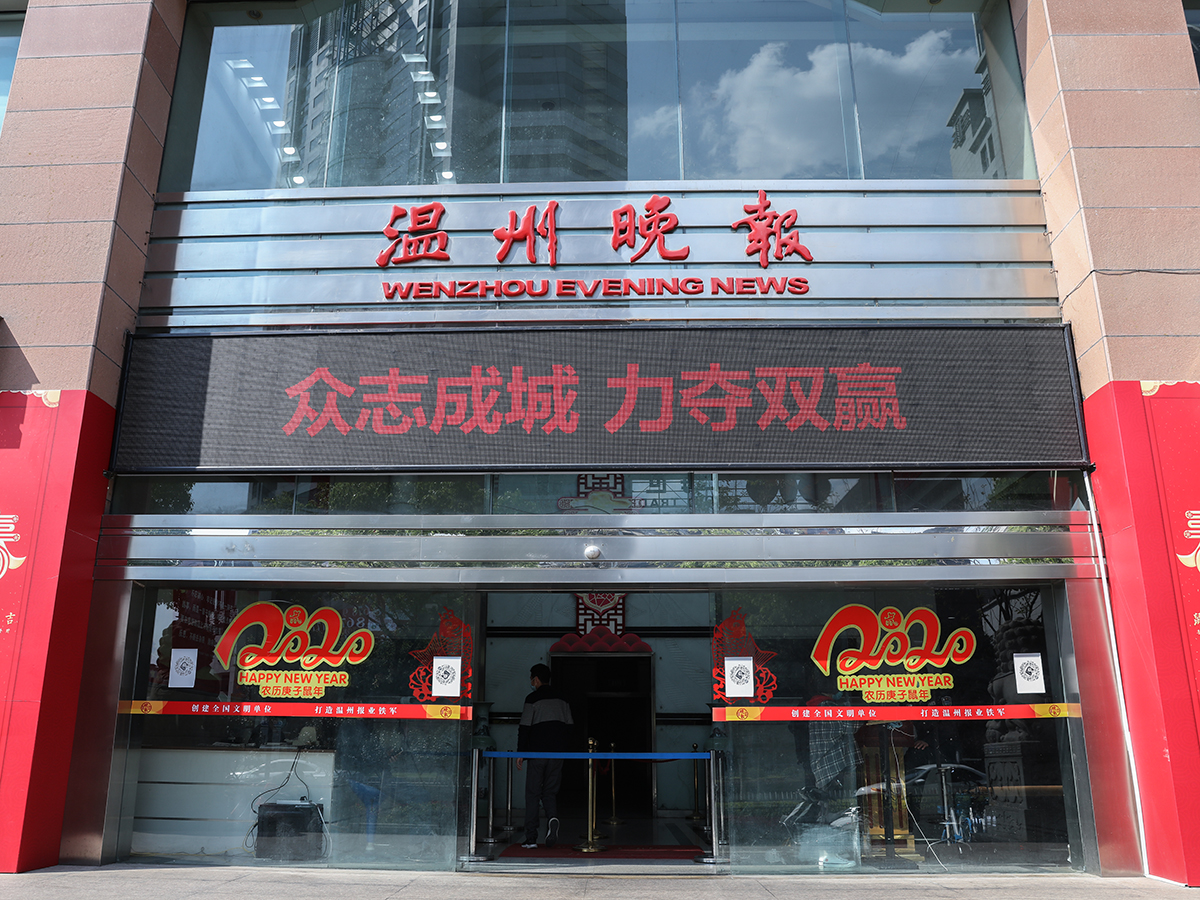 温州晚報
WENZHOU EVENING NEWS
众志成城 力夺双赢
2020
HAPPY NEW YEAR
农历庚子鼠年
创建全国文明单位 打造温州报业铁军
2020
HAPPY NEW YEAR
农历庚子鼠年
创建全国文明单位 打造温州报业铁军
吉